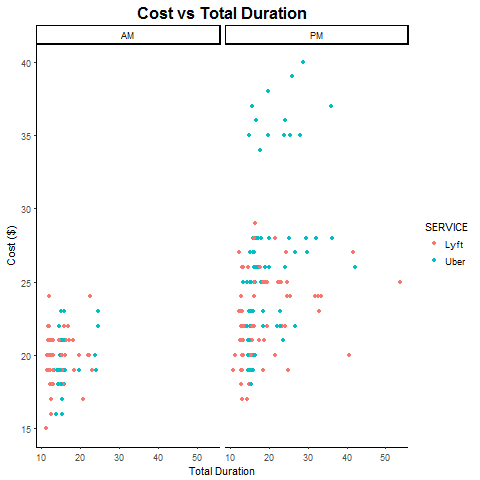 Cost vs Total Duration
AM
PM
40
35
30
25
20
15
Cost ($)
10 20 30 40 50
10 20 30 40 50
Total Duration
SERVICE
Lyft
Uber